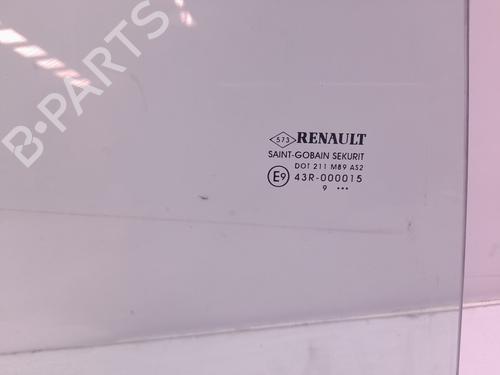 B-PARTS
573 RENAULT
SAINT-GOBAIN SEKURIT
DOT 211 M89 AS2
E9 43R-000015
9 •••